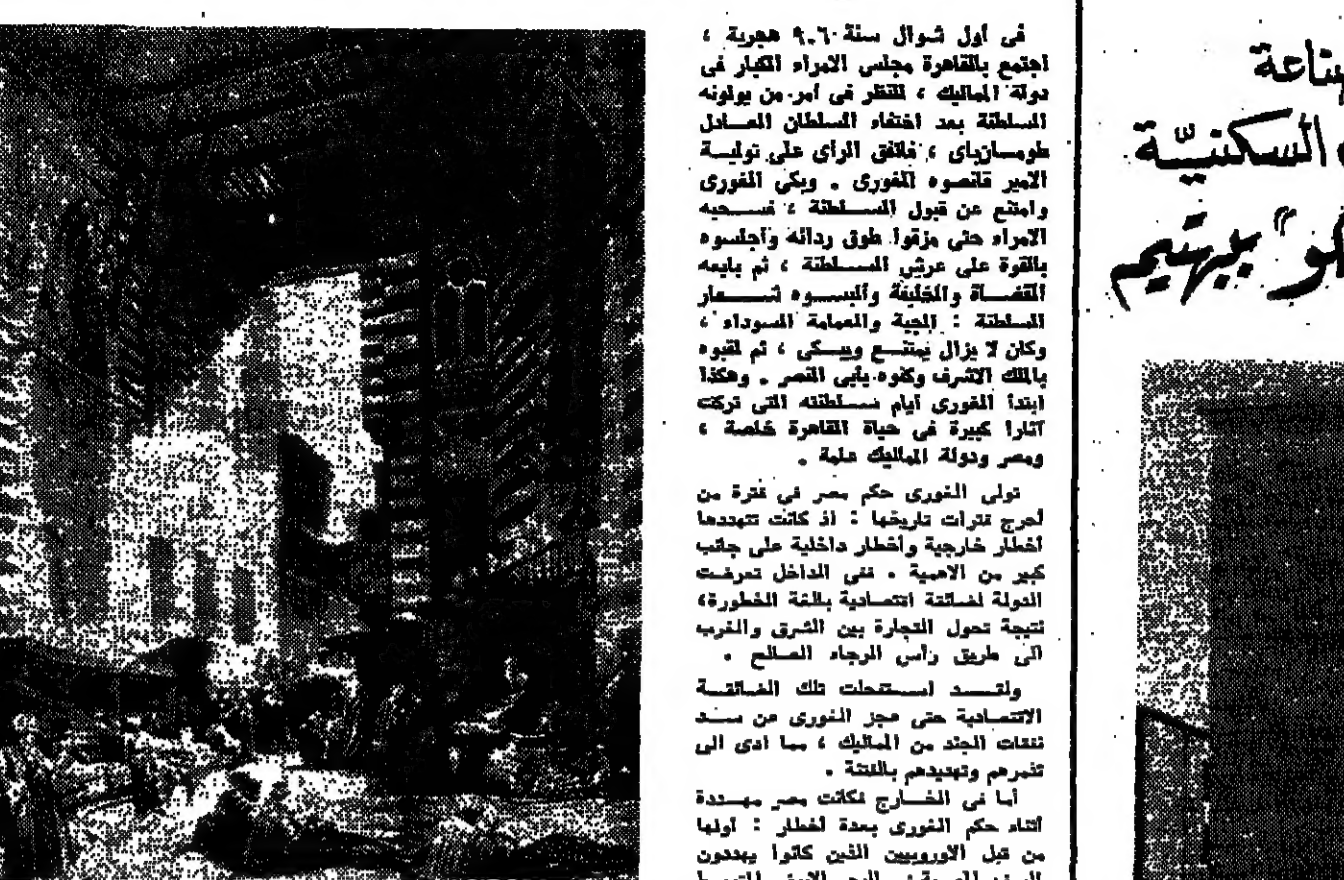 فى أول شوال سنة ٩٠٦ هجرية ،
اجتمع بالقاهرة مجلس الامراء الكبار فى
دولة المماليك ، للنظر فى أمر من يولونه
السلطنة بعد اختفاء السلطان العادل
طومانباى ، فاتفق الرأى على تولية
الامير قانصوه الغورى . وبكى الغورى
وامتنع عن قبول السلطنة ، فسحبه
الامراء حتى مزقوا طوق ردائه وأجلسوه
بالقوة على عرش السلطنة ، ثم بايعه
القضاة والخليفة وألبسوه شعار
السلطنة : الجبة والعمامة السوداء ،
وكان لا يزال يمتنع ويبكى ، ثم لقبوه
بالملك الاشرف وكنوه بأبى النصر . وهكذا
ابتدأ الغورى أيام سلطنته التى تركت
آثارا كبيرة فى حياة القاهرة خاصة ،
ومصر ودولة المماليك عامة .
تولى الغورى حكم مصر فى فترة من
أحرج فترات تاريخها : اذ كانت تتهددها
أخطار خارجية وأخطار داخلية على جانب
كبير من الاهمية . ففى الداخل تعرضت
الدولة لضائقة اقتصادية بالغة الخطورة،
نتيجة تحول التجارة بين الشرق والغرب
الى طريق رأس الرجاء الصالح .
ولقد استفحلت تلك الضائقة
الاقتصادية حتى عجز الغورى عن سد
نفقات الجند من المماليك ، مما ادى الى
تذمرهم وتهديدهم بالفتنة .
أما فى الخارج فكانت مصر مهددة
أثناء حكم الغورى بعدة أخطار : أولها
من قبل الاوروبيين الذين كانوا يهددون
السكنيّة
بيهتيم